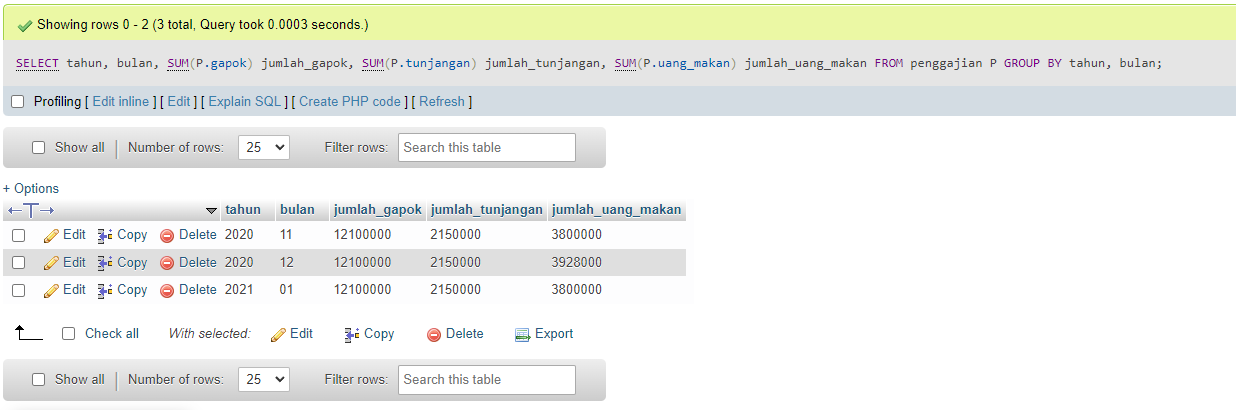 Showing rows 0 - 2 (3 total, Query took 0.0003 seconds.)
SELECT tahun, bulan, SUM(P.gapok) jumlah_gapok, SUM(P.tunjangan) jumlah_tunjangan, SUM(P.uang_makan) jumlah_uang_makan FROM penggajian P GROUP BY tahun, bulan;
Profiling [ Edit inline ] [ Edit ] [ Explain SQL ] [ Create PHP code ] [ Refresh ]
Show all | Number of rows: 25 Filter rows: Search this table
+ Options
tahun bulan jumlah_gapok jumlah_tunjangan jumlah_uang_makan
Edit Copy Delete 2020 11 12100000 2150000 3800000
Edit Copy Delete 2020 12 12100000 2150000 3928000
Edit Copy Delete 2021 01 12100000 2150000 3800000
Check all With selected: Edit Copy Delete Export
Show all | Number of rows: 25 Filter rows: Search this table